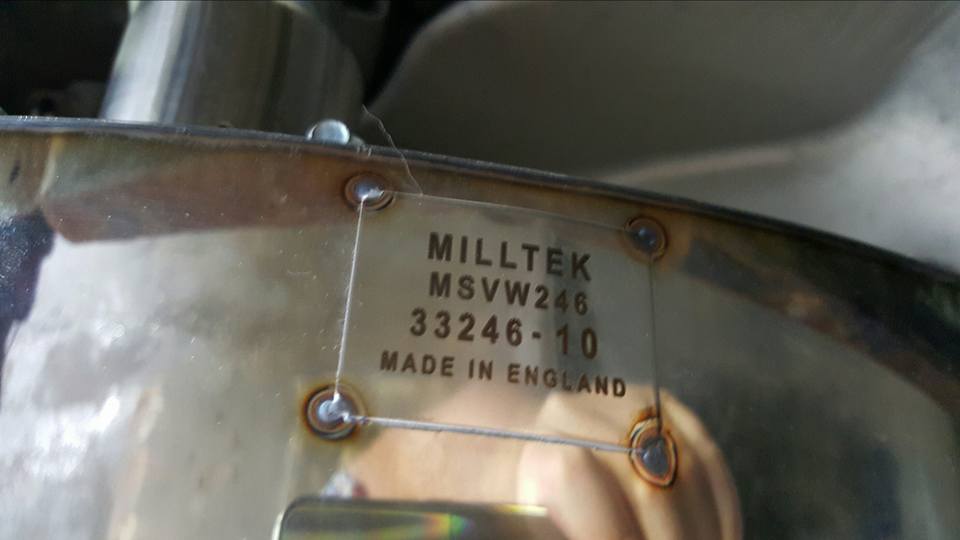 MILLTEK
MSVW246
33246-10
MADE IN ENGLAND